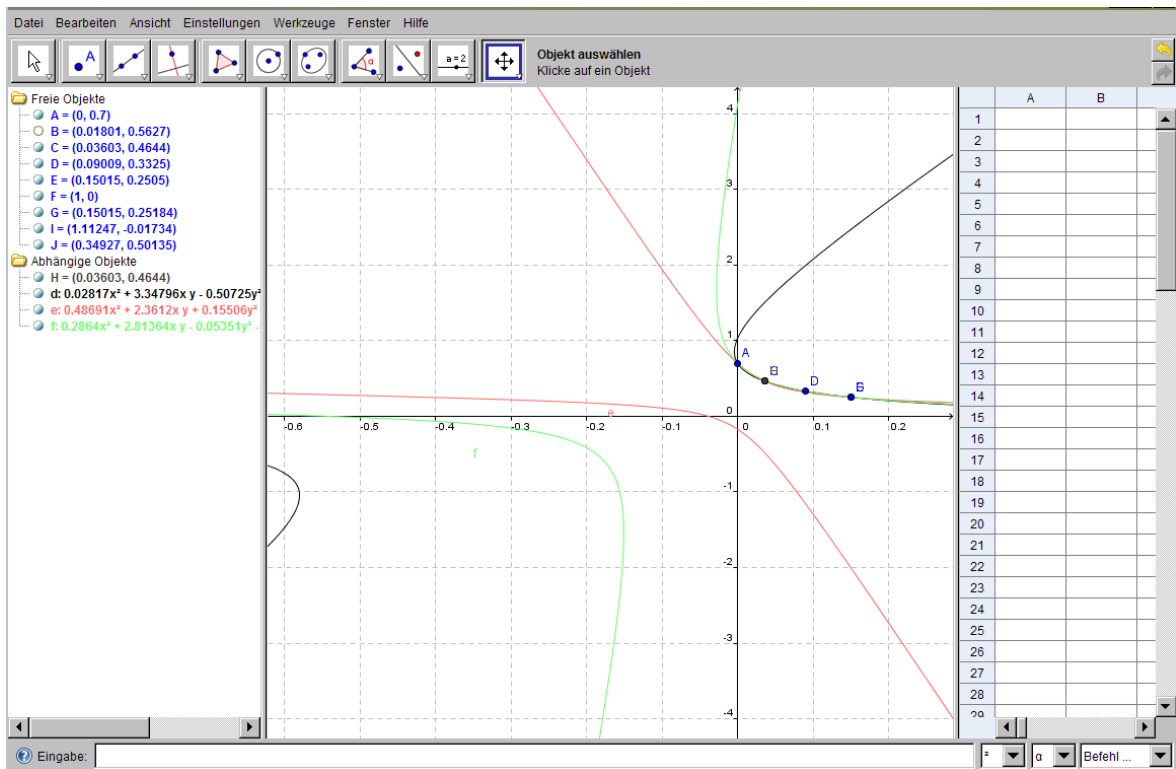 Datei Bearbeiten Ansicht Einstellungen Werkzeuge Fenster Hilfe
A
α
a = 2
Objekt auswählen
Klicke auf ein Objekt
Freie Objekte
A = (0, 0.7)
B = (0.01801, 0.5627)
C = (0.03603, 0.4644)
D = (0.09009, 0.3325)
E = (0.15015, 0.2505)
F = (1, 0)
G = (0.15015, 0.25184)
I = (1.11247, -0.01734)
J = (0.34927, 0.50135)
Abhängige Objekte
H = (0.03603, 0.4644)
d: 0.02817x² + 3.34796x y - 0.50725y²
e: 0.48691x² + 2.3612x y + 0.15506y²
f: 0.2864x² + 2.81364x y - 0.05351y² -
4
3
2
1
A
D
0
e
-0.6 -0.5 -0.4 -0.3 -0.2 -0.1 0 0.1 0.2
f
-1
-2
-3
-4
A B
1
2
3
4
5
6
7
8
9
10
11
12
13
14
15
16
17
18
19
20
21
22
23
24
25
26
27
28
29
Eingabe:
² α Befehl ...